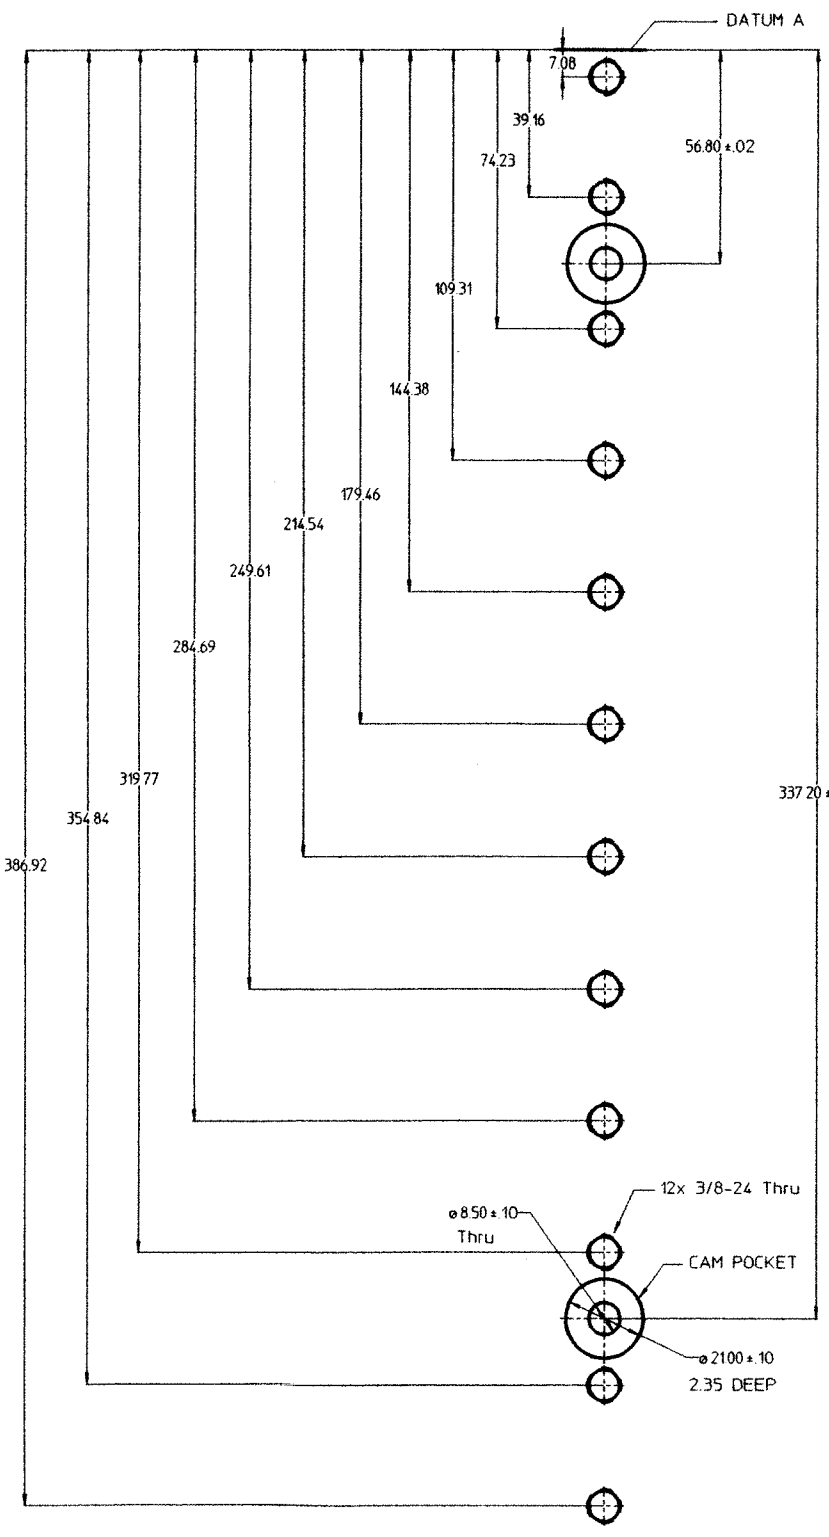 DATUM A
7.08
39.16
56.80 ±.02
74.23
109.31
144.38
179.46
214.54
249.61
284.69
319.77
337.20 ±
354.84
386.92
12x 3/8-24 Thru
ø 8.50 ±.10
Thru
CAM POCKET
ø 21.00 ±.10
2.35 DEEP